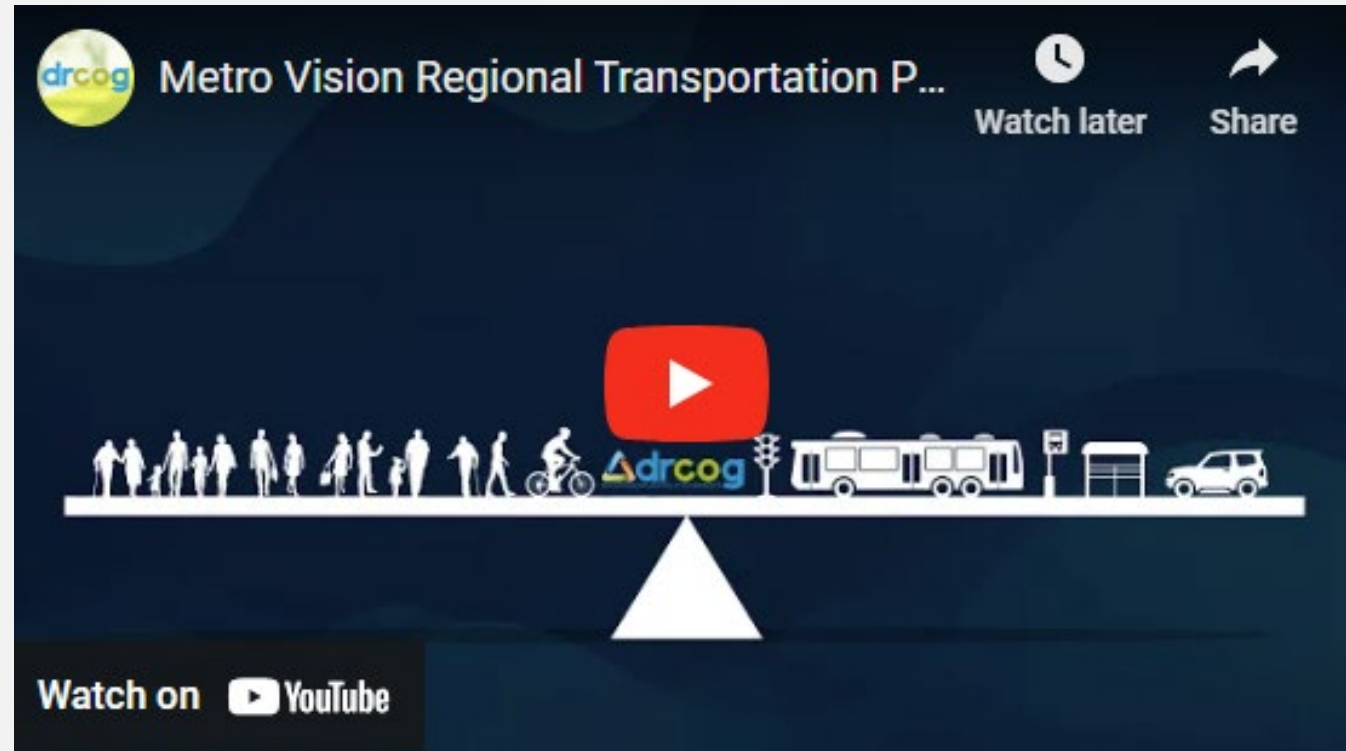 drcog
Metro Vision Regional Transportation P...
Watch later
Share
drcog
Watch on YouTube